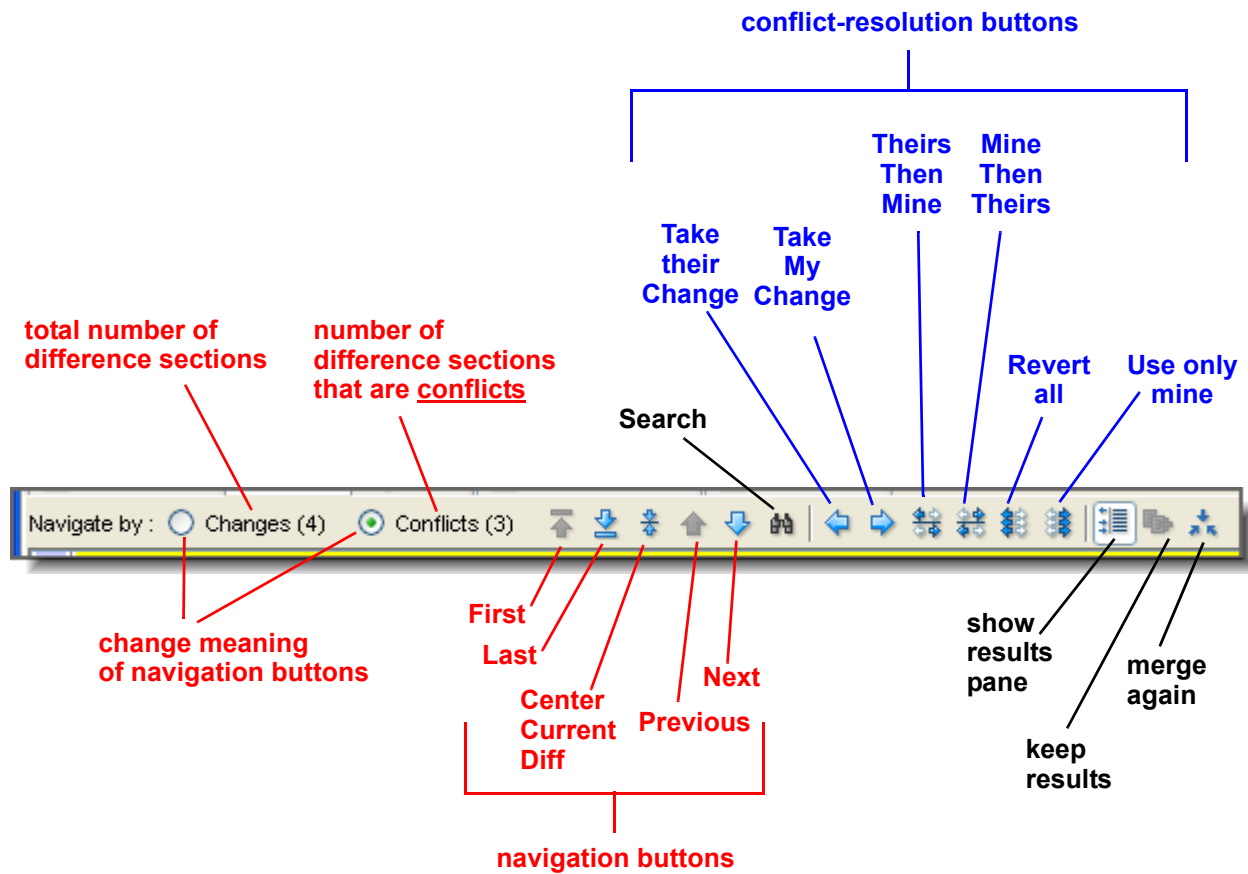 conflict-resolution buttons
Theirs
Then
Mine
Mine
Then
Theirs
Take
their
Change
Take
My
Change
total number of
difference sections
number of
difference sections
that are conflicts
Revert
all
Use only
mine
Search
Navigate by : Changes (4) Conflicts (3)
First
Last
Center
Current
Diff
Previous
Next
change meaning
of navigation buttons
show
results
pane
merge
again
keep
results
navigation buttons